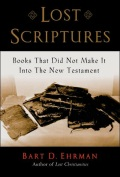 LOST
SCRIPTURES
Books That Did Not Make It
Into The New Testament
BART D. EHRMAN
Author of Lost Christianities